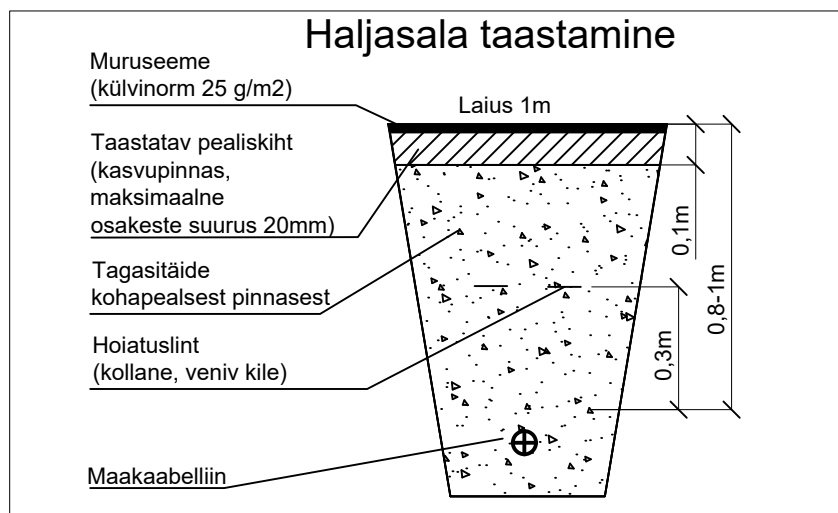 Haljasala taastamine
Muruseeme
(külvinorm 25 g/m2)
Laius 1m
Taastatav pealiskiht
(kasvupinnas,
maksimaalne
osakeste suurus 20mm)
Tagasitäide
kohapealsest pinnasest
Hoiatuslint
(kollane, veniv kile)
Maakaabelliin
0,1m
0,3m
0,8-1m